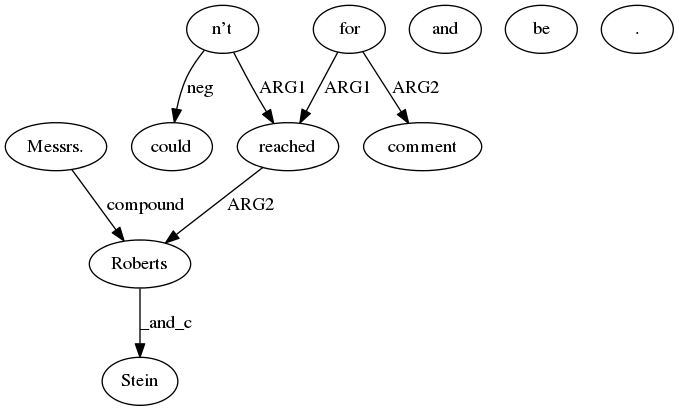 n't for and be .
neg ARG1 ARG1 ARG2
Messrs. could reached comment
compound ARG2
Roberts
_and_c
Stein